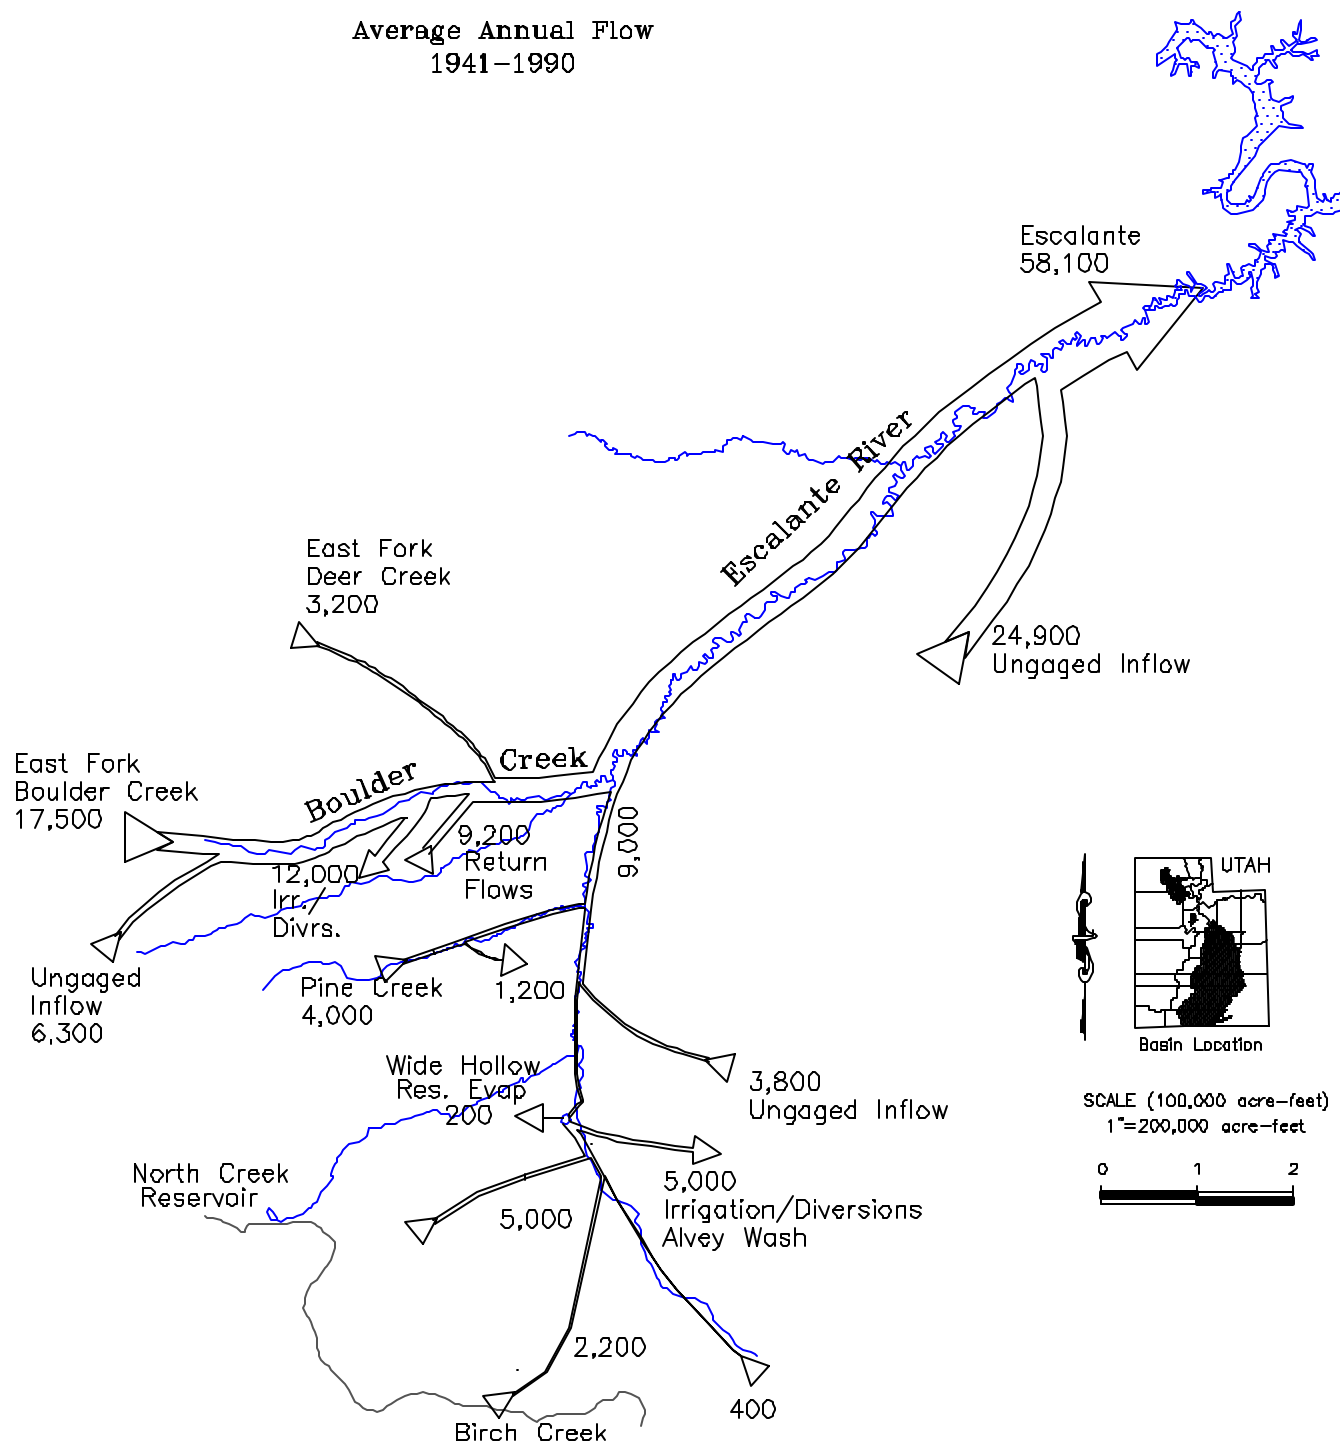 Average Annual Flow
1941-1990
Escalante
58,100
Escalante River
East Fork
Deer Creek
3,200
24,900
Ungaged Inflow
East Fork
Boulder Creek
17,500
Boulder Creek
9,200
Return
Flows
12,000
Irr.
Divrs.
9,000
UTAH
Basin Location
Ungaged
Inflow
6,300
Pine Creek
4,000
1,200
Wide Hollow
Res. Evap
200
3,800
Ungaged Inflow
SCALE (100,000 acre-feet)
1"=200,000 acre-feet
0 1 2
North Creek
Reservoir
5,000
5,000
Irrigation/Diversions
Alvey Wash
2,200
400
Birch Creek